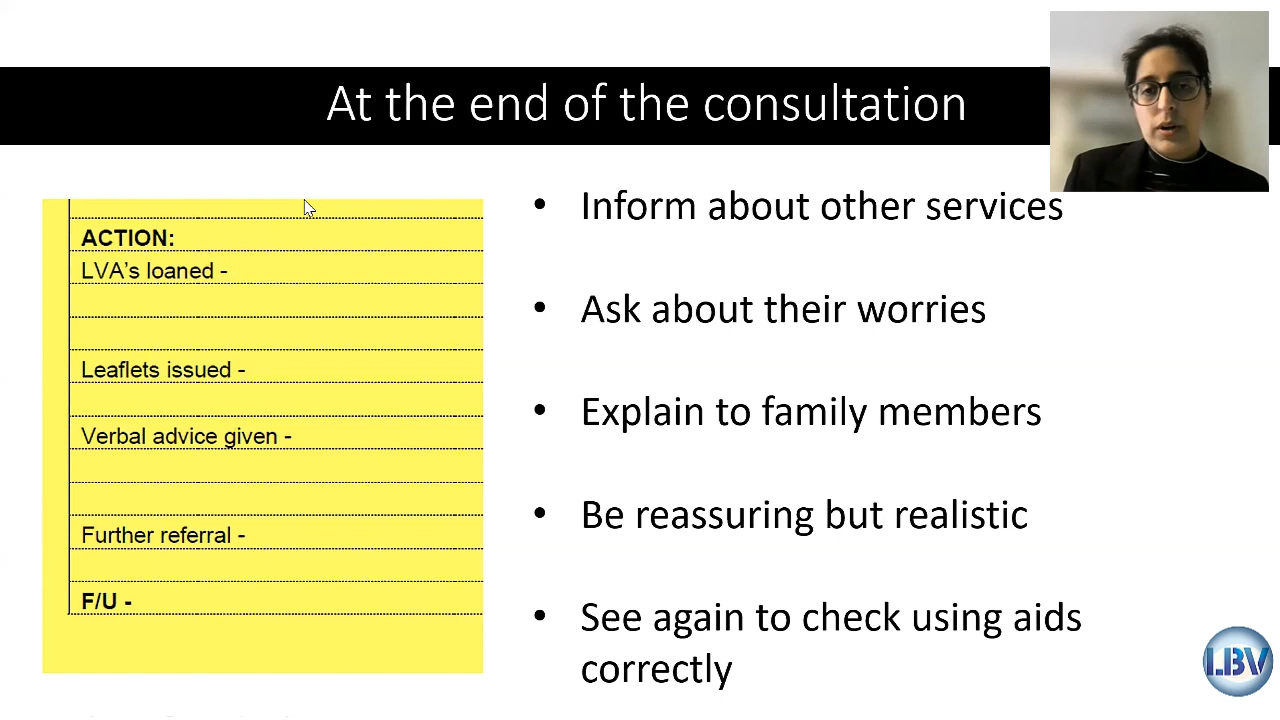 At the end of the consultation
ACTION:
LVA's loaned -
Leaflets issued -
Verbal advice given -
Further referral -
F/U -
• Inform about other services
• Ask about their worries
• Explain to family members
• Be reassuring but realistic
• See again to check using aids
correctly
LBV